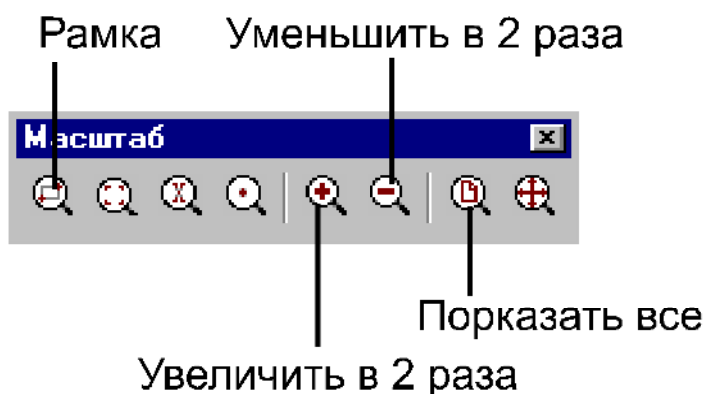 Рамка
Уменьшить в 2 раза
Масштаб
Порказать все
Увеличить в 2 раза